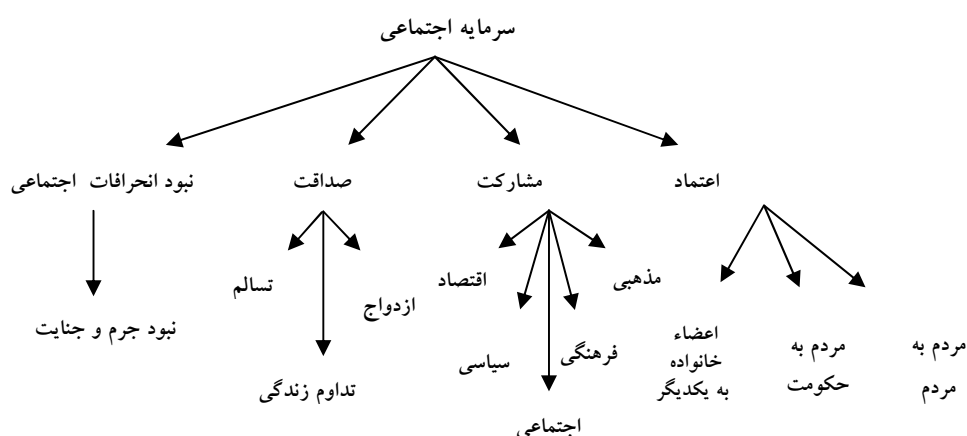 سرمایه اجتماعی
اعتماد
مشارکت
صداقت
نبود انحرافات اجتماعی
مردم به
مردم
مردم به
حکومت
اعضاء
خانواده
به یکدیگر
مذهبی
فرهنگی
اجتماعی
سیاسی
اقتصاد
ازدواج
تداوم زندگی
تسالم
نبود جرم و جنایت